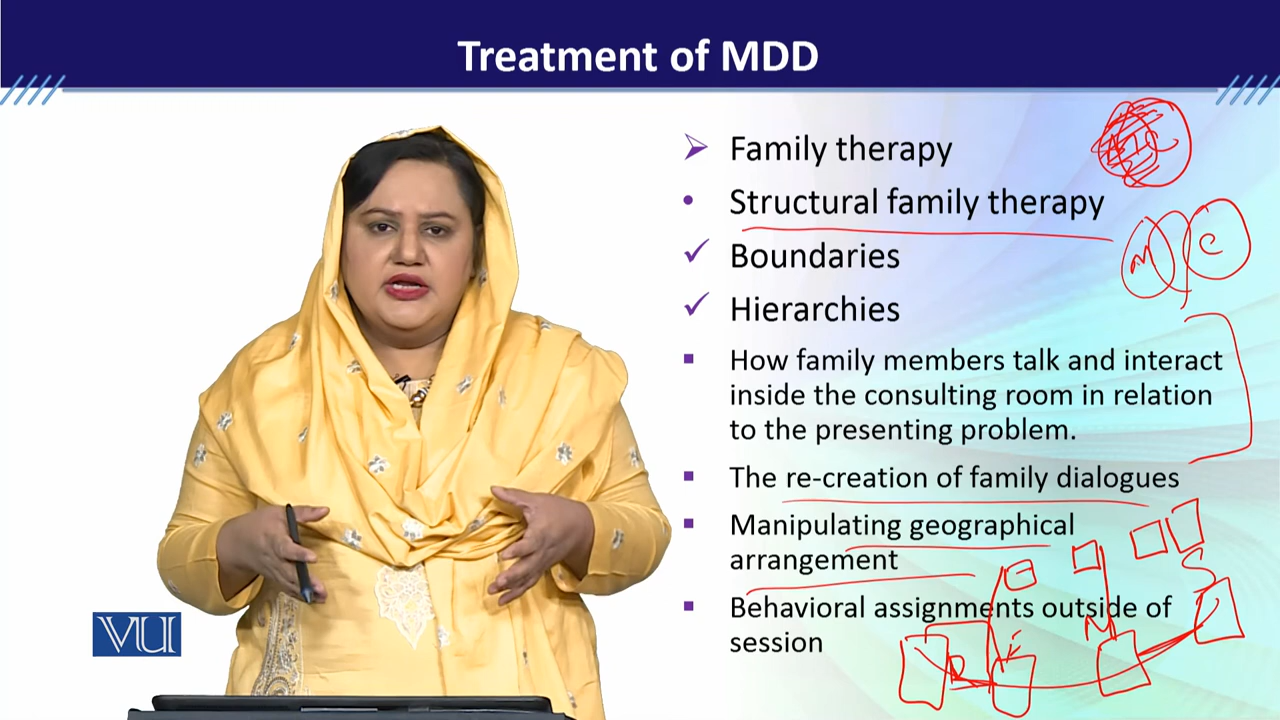 Treatment of MDD
Family therapy
Structural family therapy
Boundaries
Hierarchies
How family members talk and interact
inside the consulting room in relation
to the presenting problem.
The re-creation of family dialogues
Manipulating geographical
arrangement
Behavioral assignments outside of
session
M
C
VU